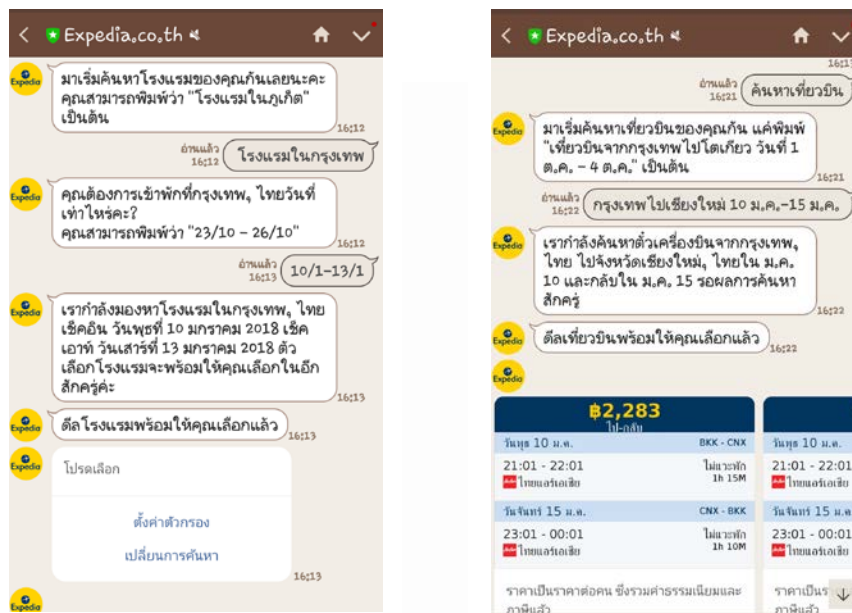 Expedia.co.th
มาเริ่มค้นหาโรงแรมของคุณกันเลยนะคะ
คุณสามารถพิมพ์ว่า "โรงแรมในภูเก็ต"
เป็นต้น
16:12
อ่านแล้ว
16:12
โรงแรมในกรุงเทพ
คุณต้องการเข้าพักที่กรุงเทพ, ไทยวันที่
เท่าไหร่คะ?
คุณสามารถพิมพ์ว่า "23/10 – 26/10"
16:12
อ่านแล้ว
16:13
10/1-13/1
เรากำลังมองหาโรงแรมในกรุงเทพ, ไทย
เช็คอิน วันพุธที่ 10 มกราคม 2018 เช็ค
เอาท์ วันเสาร์ที่ 13 มกราคม 2018 ตัว
เลือกโรงแรมจะพร้อมให้คุณเลือกในอีก
สักครู่ค่ะ
16:13
ดีลโรงแรมพร้อมให้คุณเลือกแล้ว
16:13
โปรดเลือก
ตั้งค่าตัวกรอง
เปลี่ยนการค้นหา
16:13
Expedia.co.th
16:13
อ่านแล้ว
16:21
ค้นหาเที่ยวบิน
มาเริ่มค้นหาเที่ยวบินของคุณกัน แค่พิมพ์
"เที่ยวบินจากกรุงเทพไปโตเกียว วันที่ 1
ต.ค. – 4 ต.ค." เป็นต้น
16:21
อ่านแล้ว
16:22
กรุงเทพไปเชียงใหม่ 10 ม.ค.-15 ม.ค.
เรากำลังค้นหาตั๋วเครื่องบินจากกรุงเทพ,
ไทย ไปจังหวัดเชียงใหม่, ไทยใน ม.ค.
10 และกลับใน ม.ค. 15 รอผลการค้นหา
สักครู่
16:22
ดีลเที่ยวบินพร้อมให้คุณเลือกแล้ว
16:22
฿2,283
ไป-กลับ
วันพุธ 10 ม.ค.
BKK - CNX
21:01 - 22:01
ไม่แวะพัก
ไทยแอร์เอเชีย
1h 15M
วันจันทร์ 15 ม.ค.
CNX - BKK
23:01 - 00:01
ไม่แวะพัก
ไทยแอร์เอเชีย
1h 10M
ราคาเป็นราคาต่อคน ซึ่งรวมค่าธรรมเนียมและ
ภาษีแล้ว
วันพุธ 10 ม.ค.
21:01 - 22:01
ไทยแอร์เอเชีย
วันจันทร์ 15 ม.ค
23:01 - 00:01
ไทยแอร์เอเชีย
ราคาเป็นร
ภาษีแล้ว